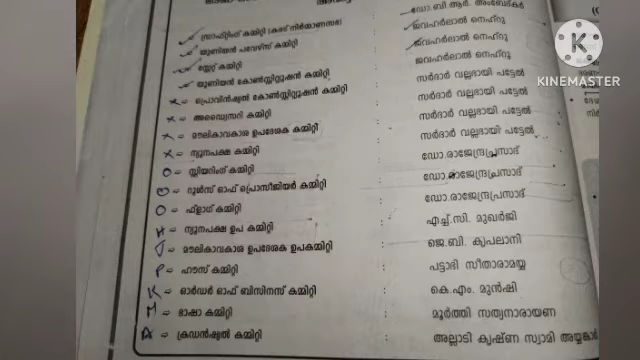 ഡ്രാഫ്റ്റിംഗ് കമ്മിറ്റി (കരട് നിർമ്മാണസഭ) : ഡോ.ബി.ആർ. അംബേദ്കർ
യൂണിയൻ പവേഴ്സ് കമ്മിറ്റി : ജവഹർലാൽ നെഹ്റു
സ്റ്റേറ്റ് കമ്മിറ്റി : ജവഹർലാൽ നെഹ്റു
യൂണിയൻ കോൺസ്റ്റിറ്റ്യൂഷൻ കമ്മിറ്റി : ജവഹർലാൽ നെഹ്റു
x പ്രൊവിൻഷ്യൽ കോൺസ്റ്റിറ്റ്യൂഷൻ കമ്മിറ്റി : സർദാർ വല്ലഭായി പട്ടേൽ
x അഡ്വൈസറി കമ്മിറ്റി : സർദാർ വല്ലഭായി പട്ടേൽ
x മൗലികാവകാശ ഉപദേശക കമ്മിറ്റി : സർദാർ വല്ലഭായി പട്ടേൽ
x ന്യൂനപക്ഷ കമ്മിറ്റി : സർദാർ വല്ലഭായി പട്ടേൽ
O സ്റ്റിയറിംങ് കമ്മിറ്റി : ഡോ.രാജേന്ദ്രപ്രസാദ്
O റൂൾസ് ഓഫ് പ്രൊസീജിയർ കമ്മിറ്റി : ഡോ.രാജേന്ദ്രപ്രസാദ്
O ഫ്ളാഗ് കമ്മിറ്റി : ഡോ.രാജേന്ദ്രപ്രസാദ്
H ന്യൂനപക്ഷ ഉപ കമ്മിറ്റി : എച്ച്.സി. മുഖർജി
J മൗലികാവകാശ ഉപദേശക ഉപകമ്മിറ്റി : ജെ.ബി. കൃപലാനി
P ഹൗസ് കമ്മിറ്റി : പട്ടാഭി സീതാരാമയ്യ
K ഓർഡർ ഓഫ് ബിസിനസ് കമ്മിറ്റി : കെ.എം. മുൻഷി
M ഭാഷാ കമ്മിറ്റി : മൂർത്തി സത്യനാരായണ
A ക്രഡൻഷ്യൽ കമ്മിറ്റി : അല്ലാടി കൃഷ്ണ സ്വാമി അയ്യങ്കാർ
K
KINEMASTER